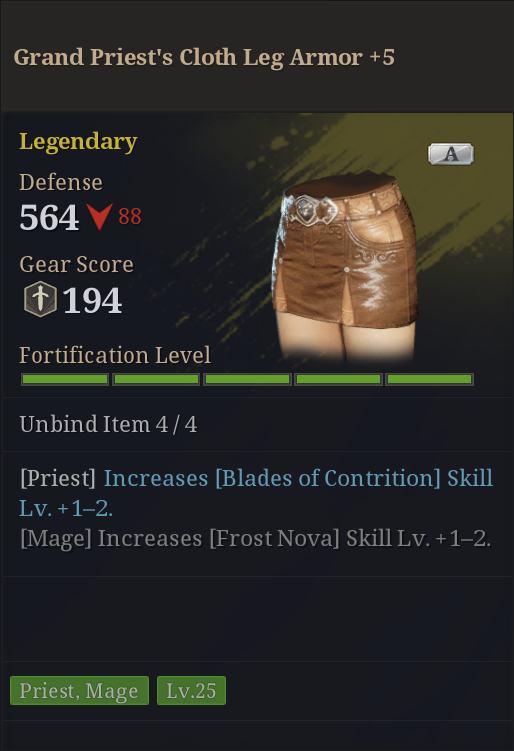 Grand Priest's Cloth Leg Armor +5
Legendary
A
Defense
564 88
Gear Score
194
Fortification Level
Unbind Item 4 / 4
[Priest] Increases [Blades of Contrition] Skill
Lv. +1–2.
[Mage] Increases [Frost Nova] Skill Lv. +1–2.
Priest, Mage Lv.25